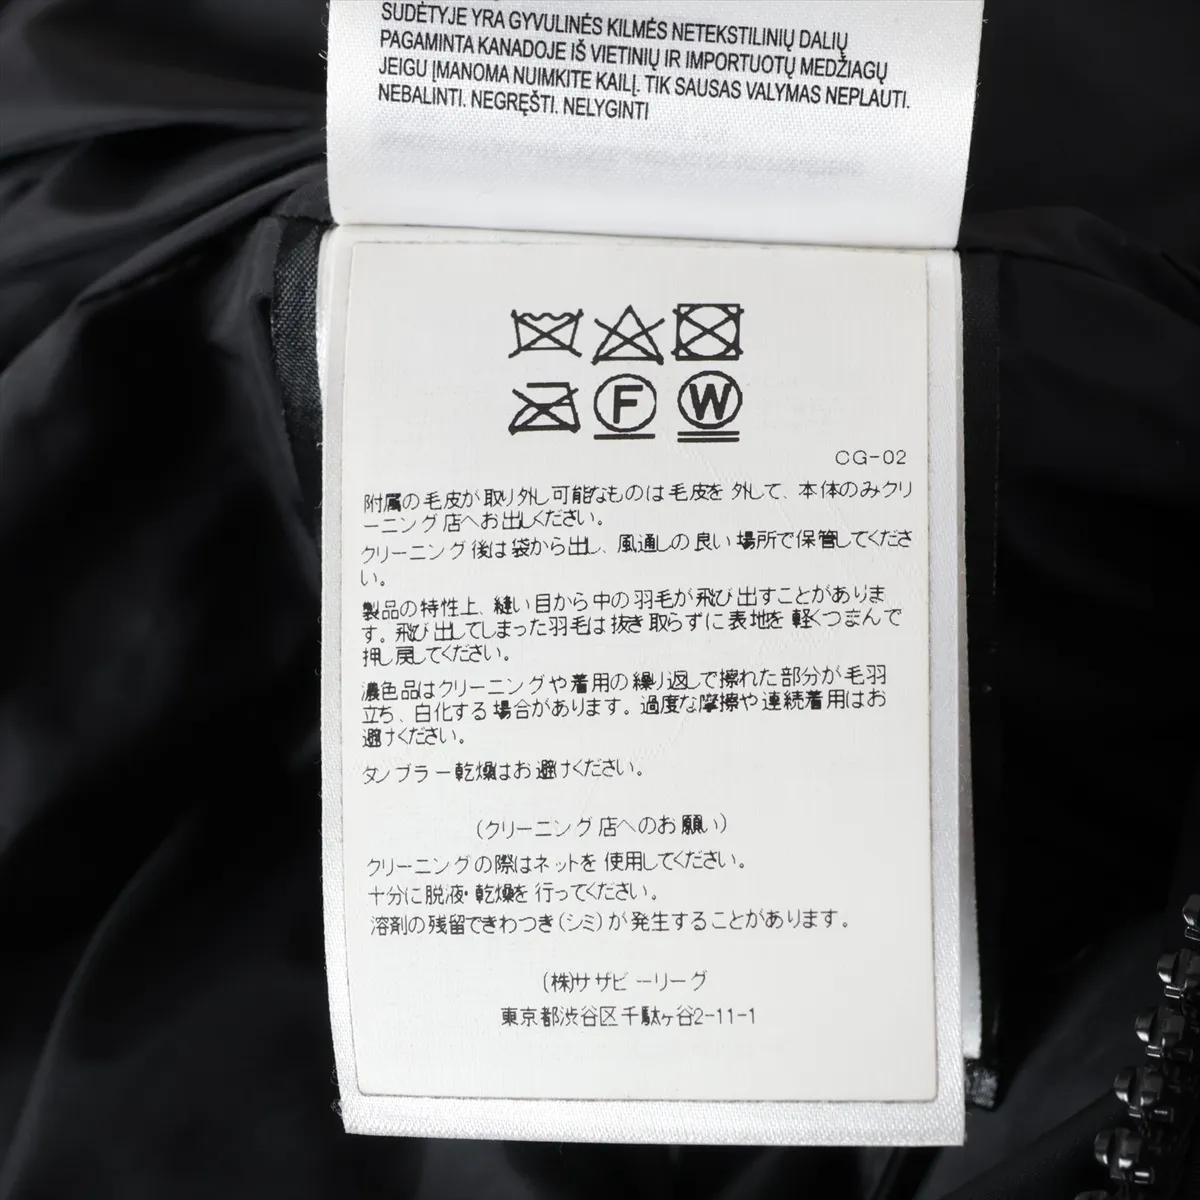 SUDĖTYJE YRA GYVULINĖS KILMĖS NETEKSTILINIŲ DALIŲ
PAGAMINTA KANADOJE IŠ VIETINIŲ IR IMPORTUOTŲ MEDŽIAGŲ
JEIGU ĮMANOMA NUIMKITE KAILĮ. TIK SAUSAS VALYMAS NEPLAUTI.
NEBALINTI. NEGRĘŠTI. NELYGINTI
F W
CG-02
附属の毛皮が取り外し可能なものは毛皮を外して、本体のみクリ
ーニング店へお出しください。
クリーニング後は袋から出し、風通しの良い場所で保管してくださ
い。
製品の特性上、縫い目から中の羽毛が飛び出すことがありま
す。飛び出してしまった羽毛は抜き取らずに表地を軽くつまんで
押し戻してください。
濃色品はクリーニングや着用の繰り返しで擦れた部分が毛羽
立ち、白化する場合があります。過度な摩擦や連続着用はお
避けください。
タンブラー乾燥はお避けください。
（クリーニング店へのお願い）
クリーニングの際はネットを使用してください。
十分に脱液・乾燥を行ってください。
溶剤の残留できわつき（シミ）が発生することがあります。
（株）サザビーリーグ
東京都渋谷区千駄ヶ谷2-11-1